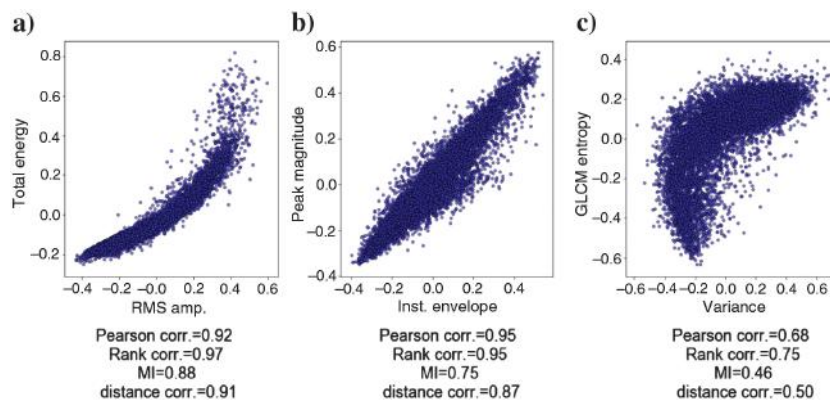 a)
Total energy
0.8
0.6
0.4
0.2
0.0
−0.2
−0.4 −0.2 −0.0 0.2 0.4 0.6
RMS amp.
Pearson corr.=0.92
Rank corr.=0.97
MI=0.88
distance corr.=0.91
b)
Peak magnitude
0.6
0.4
0.2
0.0
−0.2
−0.4
−0.4 −0.2 0.0 0.2 0.4 0.6
Inst. envelope
Pearson corr.=0.95
Rank corr.=0.95
MI=0.75
distance corr.=0.87
c)
GLCM entropy
0.4
0.2
0.0
−0.2
−0.4
−0.6
−0.6 −0.4 −0.2 0.0 0.2 0.4 0.6
Variance
Pearson corr.=0.68
Rank corr.=0.75
MI=0.46
distance corr.=0.50